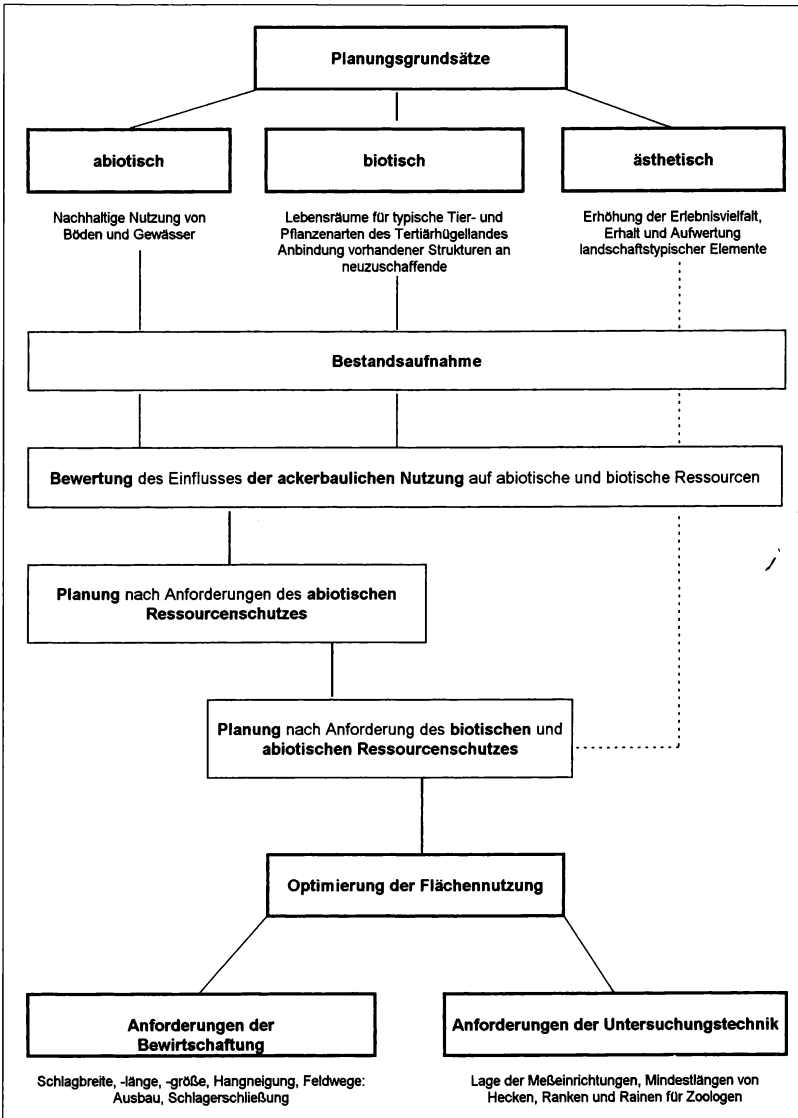 Planungsgrundsätze
abiotisch
biotisch
ästhetisch
Nachhaltige Nutzung von
Böden und Gewässer
Lebensräume für typische Tier- und
Pflanzenarten des Tertiärhügellandes
Anbindung vorhandener Strukturen an
neuzuschaffende
Erhöhung der Erlebnisvielfalt,
Erhalt und Aufwertung
landschaftstypischer Elemente
Bestandsaufnahme
Bewertung des Einflusses der ackerbaulichen Nutzung auf abiotische und biotische Ressourcen
Planung nach Anforderungen des abiotischen
Ressourcenschutzes
Planung nach Anforderung des biotischen und
abiotischen Ressourcenschutzes
Optimierung der Flächennutzung
Anforderungen der
Bewirtschaftung
Anforderungen der Untersuchungstechnik
Schlagbreite, -länge, -größe, Hangneigung, Feldwege:
Ausbau, Schlagerschließung
Lage der Meßeinrichtungen, Mindestlängen von
Hecken, Ranken und Rainen für Zoologen